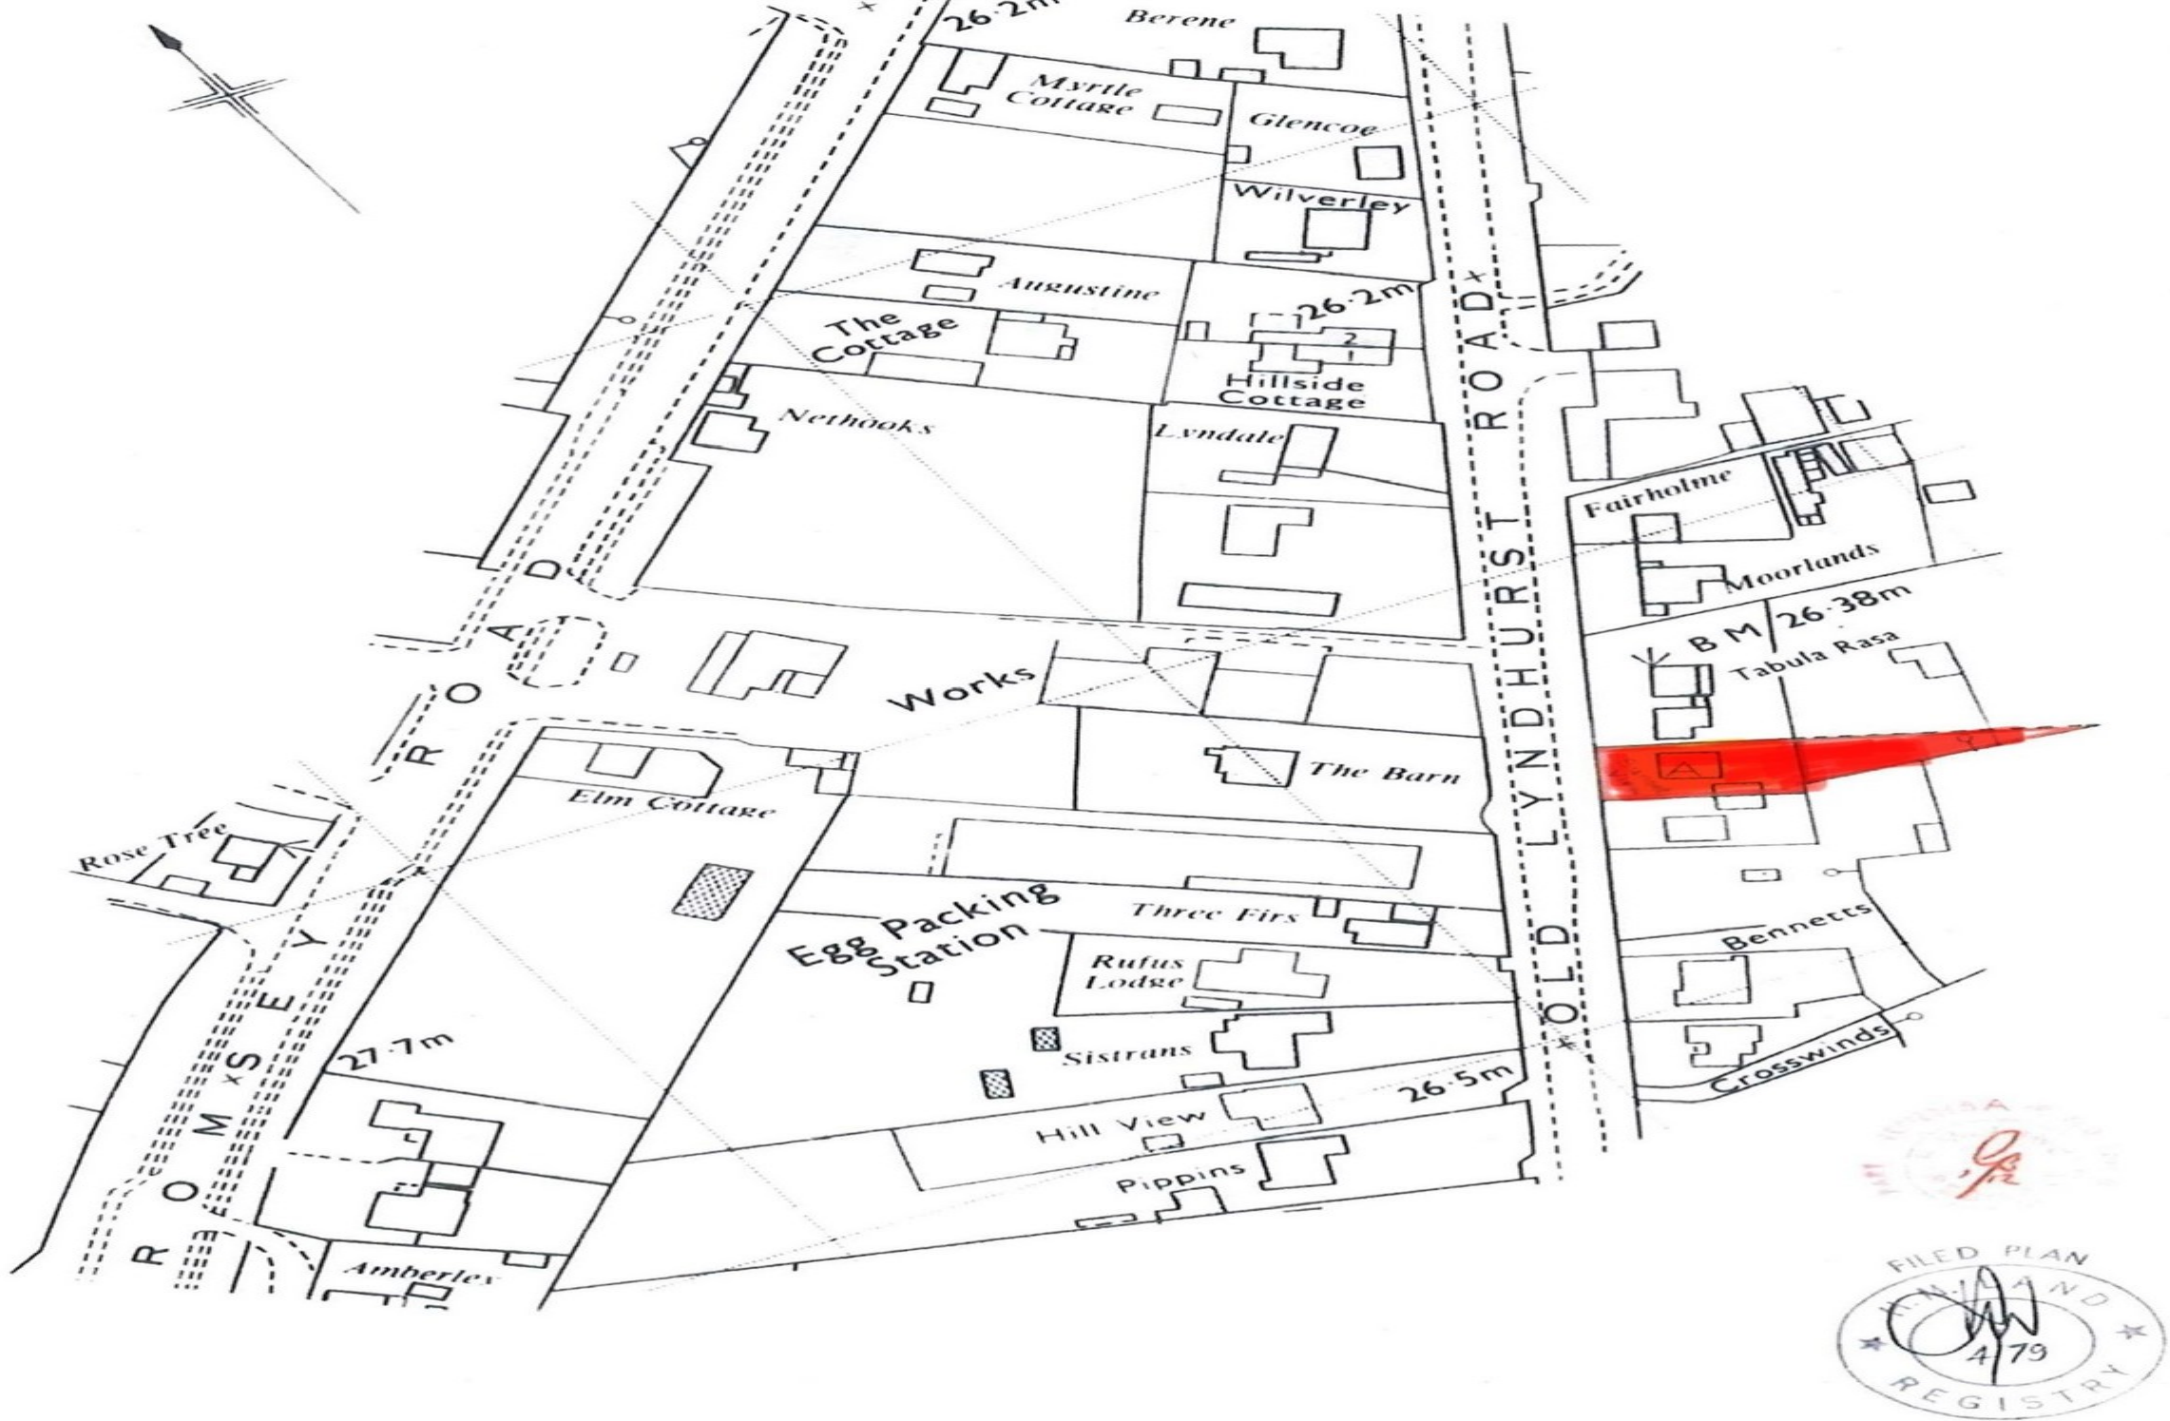 26·2m
Berene
Myrtle
Cottage
Glencoe
Wilverley
Augustine
26·2m
The
Cottage
2
1
Hillside
Cottage
Nethooks
Lyndale
Fairholme
Moorlands
B M 26·38m
Tabula Rasa
Works
A
The Barn
Elm Cottage
Rose Tree
Egg Packing
Station
Three Firs
Rufus
Lodge
Bennetts
Sistrans
27·7m
26·5m
Crosswinds
Hill View
Pippins
Amberley
ROMSEY ROAD
OLD LYNDHURST ROAD
FILED PLAN
H.M. LAND
REGISTRY
4 79